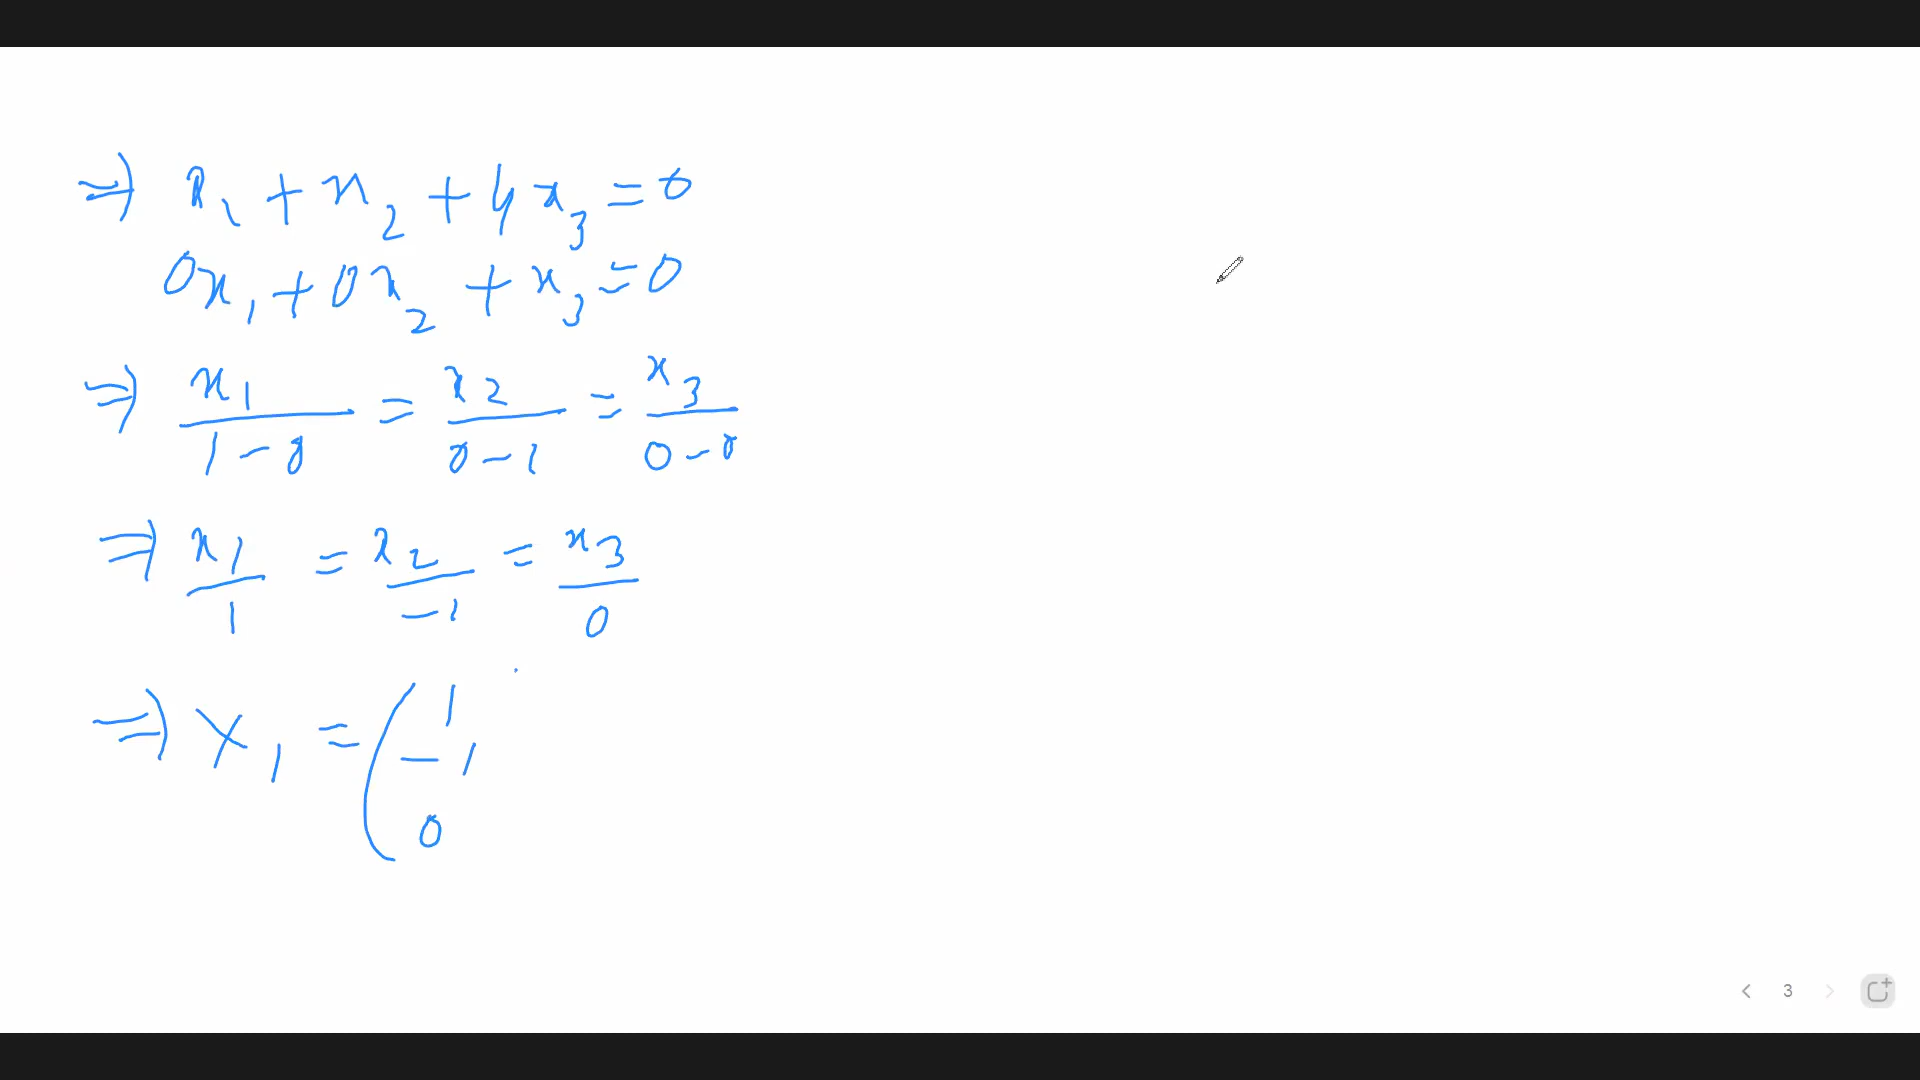 ⇒ x₁ + x₂ + 4x₃ = 0
0x₁ + 0x₂ + x₃ = 0
⇒ x₁/(1-0) = x₂/(0-1) = x₃/(0-0)
⇒ x₁/1 = x₂/-1 = x₃/0
⇒ X₁ = (1
-1
0
< 3 >